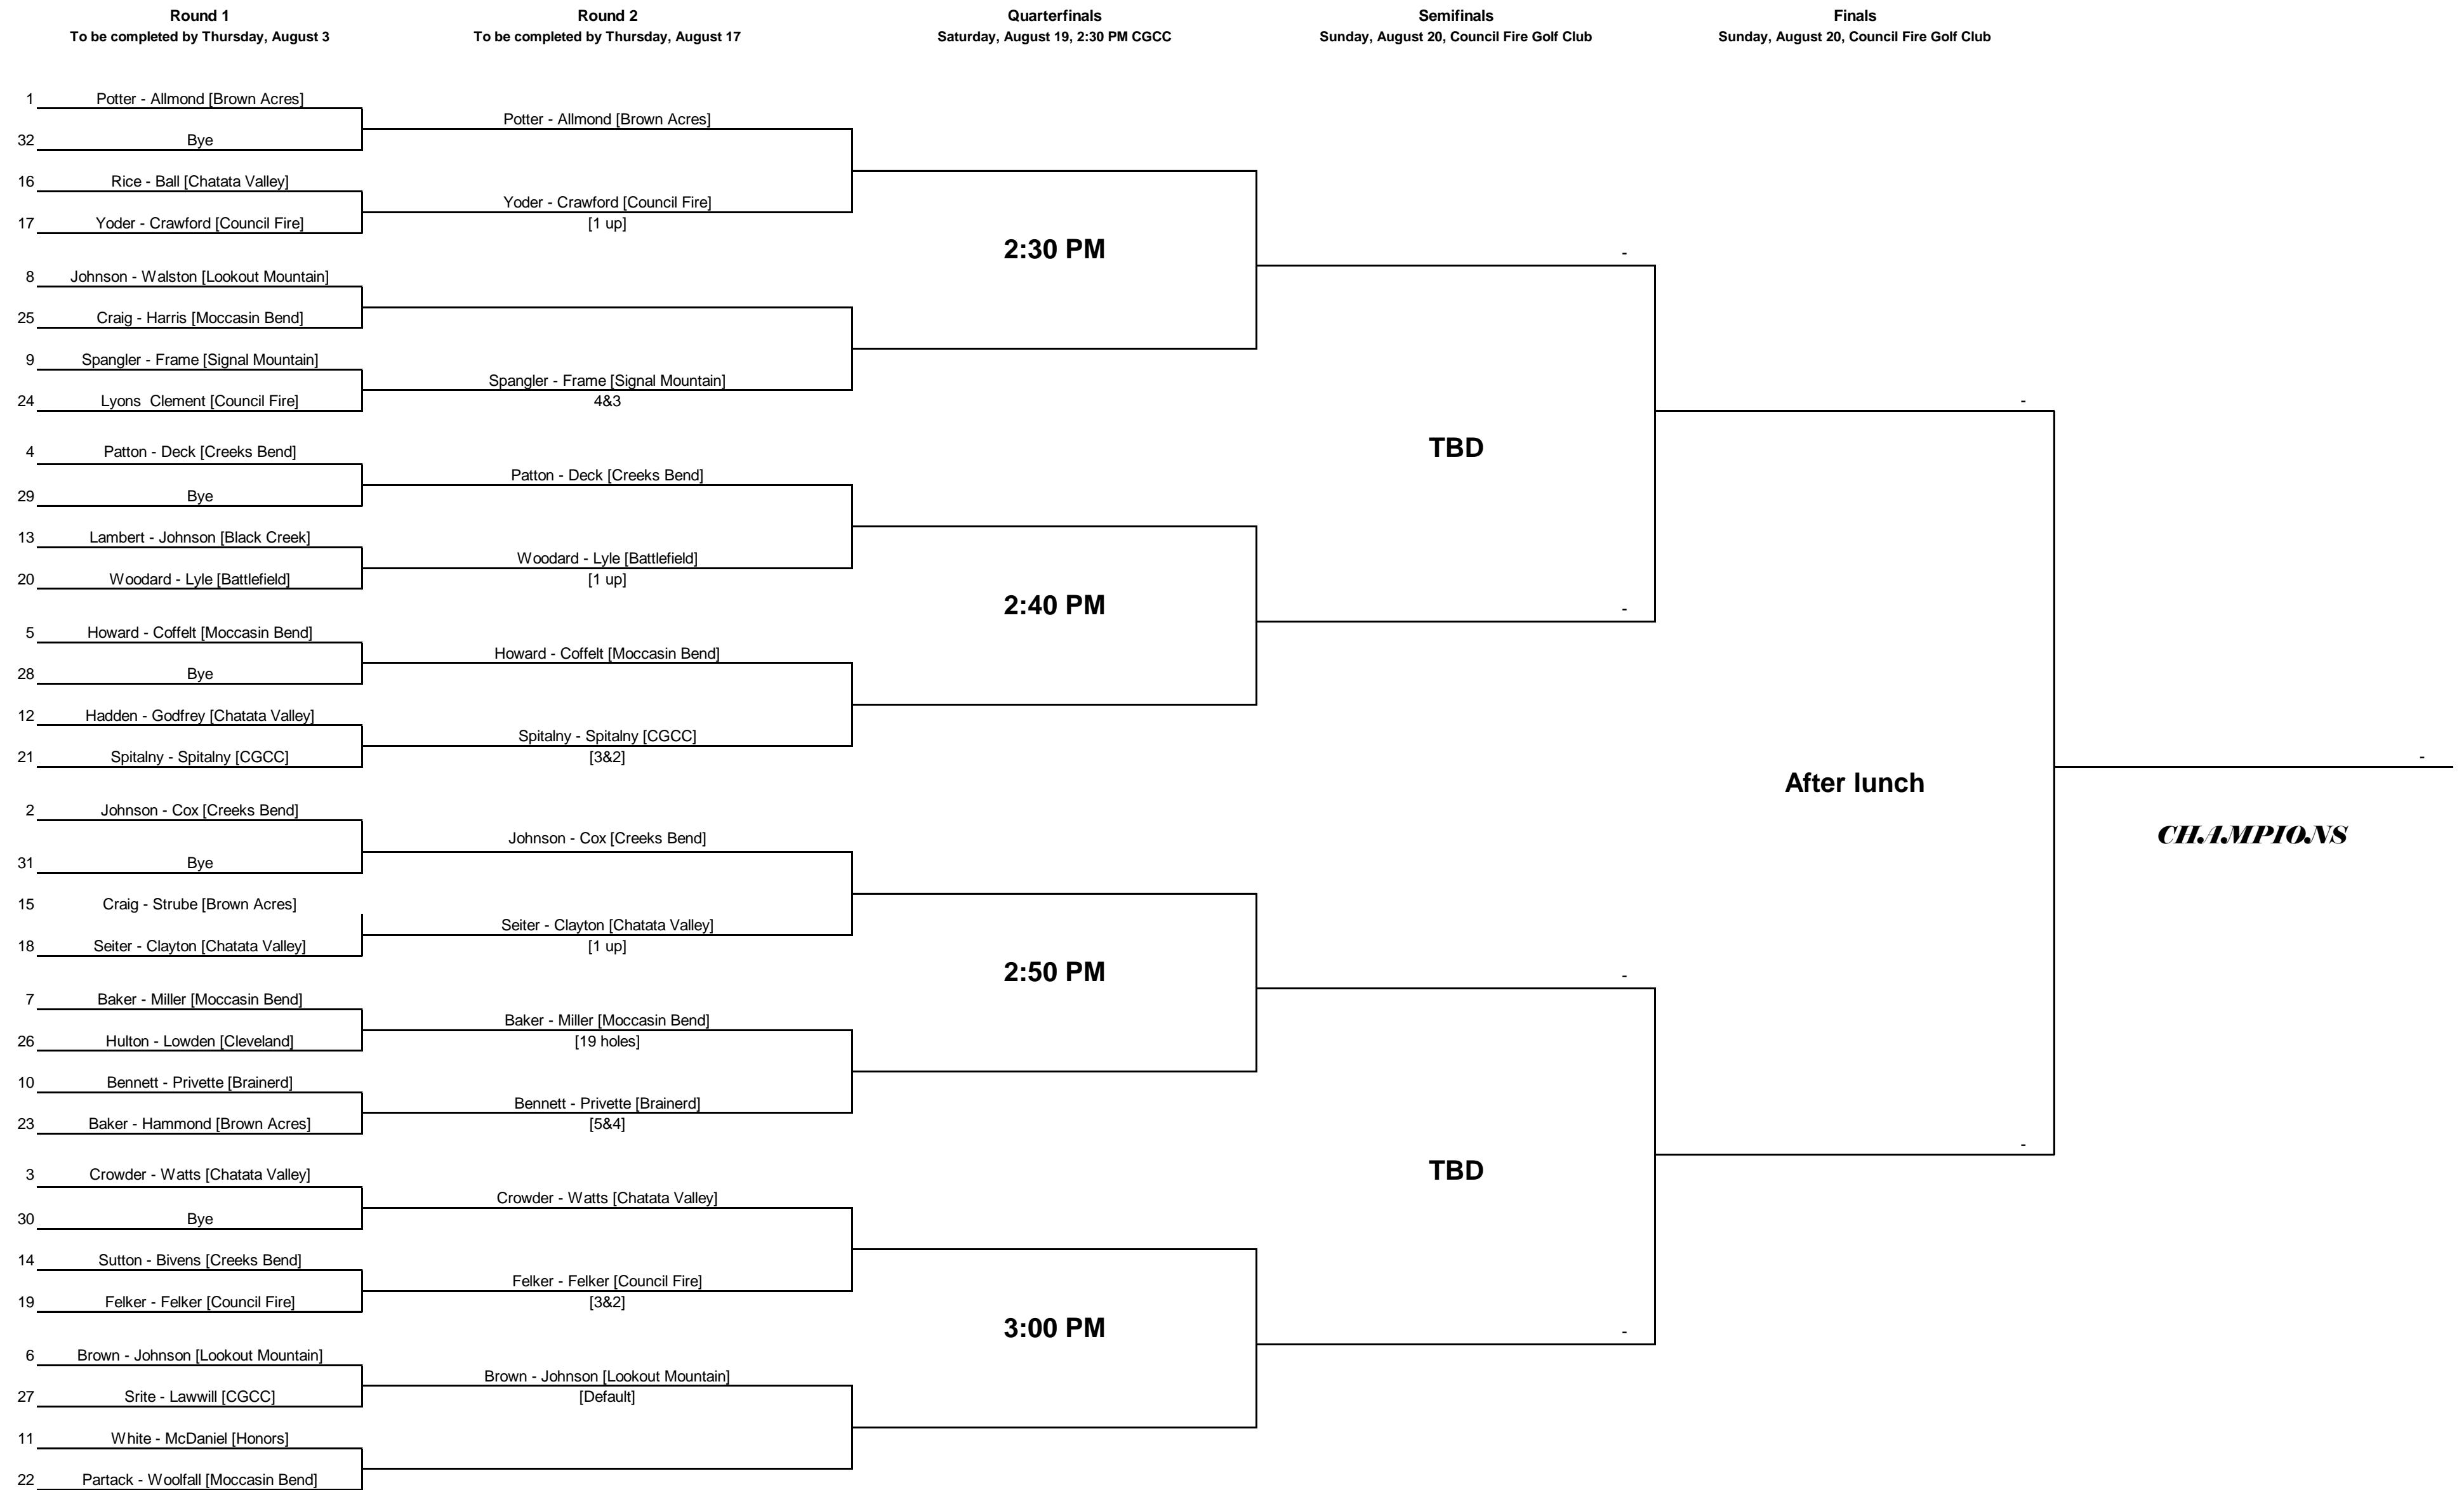 Round 1
To be completed by Thursday, August 3
Round 2
To be completed by Thursday, August 17
Quarterfinals
Saturday, August 19, 2:30 PM CGCC
Semifinals
Sunday, August 20, Council Fire Golf Club
Finals
Sunday, August 20, Council Fire Golf Club
1 Potter - Allmond [Brown Acres]
32 Bye
16 Rice - Ball [Chatata Valley]
17 Yoder - Crawford [Council Fire]
8 Johnson - Walston [Lookout Mountain]
25 Craig - Harris [Moccasin Bend]
9 Spangler - Frame [Signal Mountain]
24 Lyons  Clement [Council Fire]
4 Patton - Deck [Creeks Bend]
29 Bye
13 Lambert - Johnson [Black Creek]
20 Woodard - Lyle [Battlefield]
5 Howard - Coffelt [Moccasin Bend]
28 Bye
12 Hadden - Godfrey [Chatata Valley]
21 Spitalny - Spitalny [CGCC]
2 Johnson - Cox [Creeks Bend]
31 Bye
15 Craig - Strube [Brown Acres]
18 Seiter - Clayton [Chatata Valley]
7 Baker - Miller [Moccasin Bend]
26 Hulton - Lowden [Cleveland]
10 Bennett - Privette [Brainerd]
23 Baker - Hammond [Brown Acres]
3 Crowder - Watts [Chatata Valley]
30 Bye
14 Sutton - Bivens [Creeks Bend]
19 Felker - Felker [Council Fire]
6 Brown - Johnson [Lookout Mountain]
27 Srite - Lawwill [CGCC]
11 White - McDaniel [Honors]
22 Partack - Woolfall [Moccasin Bend]
Potter - Allmond [Brown Acres]
Yoder - Crawford [Council Fire]
[1 up]
Spangler - Frame [Signal Mountain]
4&3
Patton - Deck [Creeks Bend]
Woodard - Lyle [Battlefield]
[1 up]
Howard - Coffelt [Moccasin Bend]
Spitalny - Spitalny [CGCC]
[3&2]
Johnson - Cox [Creeks Bend]
Seiter - Clayton [Chatata Valley]
[1 up]
Baker - Miller [Moccasin Bend]
[19 holes]
Bennett - Privette [Brainerd]
[5&4]
Crowder - Watts [Chatata Valley]
Felker - Felker [Council Fire]
[3&2]
Brown - Johnson [Lookout Mountain]
[Default]
2:30 PM
2:40 PM
2:50 PM
3:00 PM
-
TBD
-
-
TBD
-
-
After lunch
-
-
CHAMPIONS